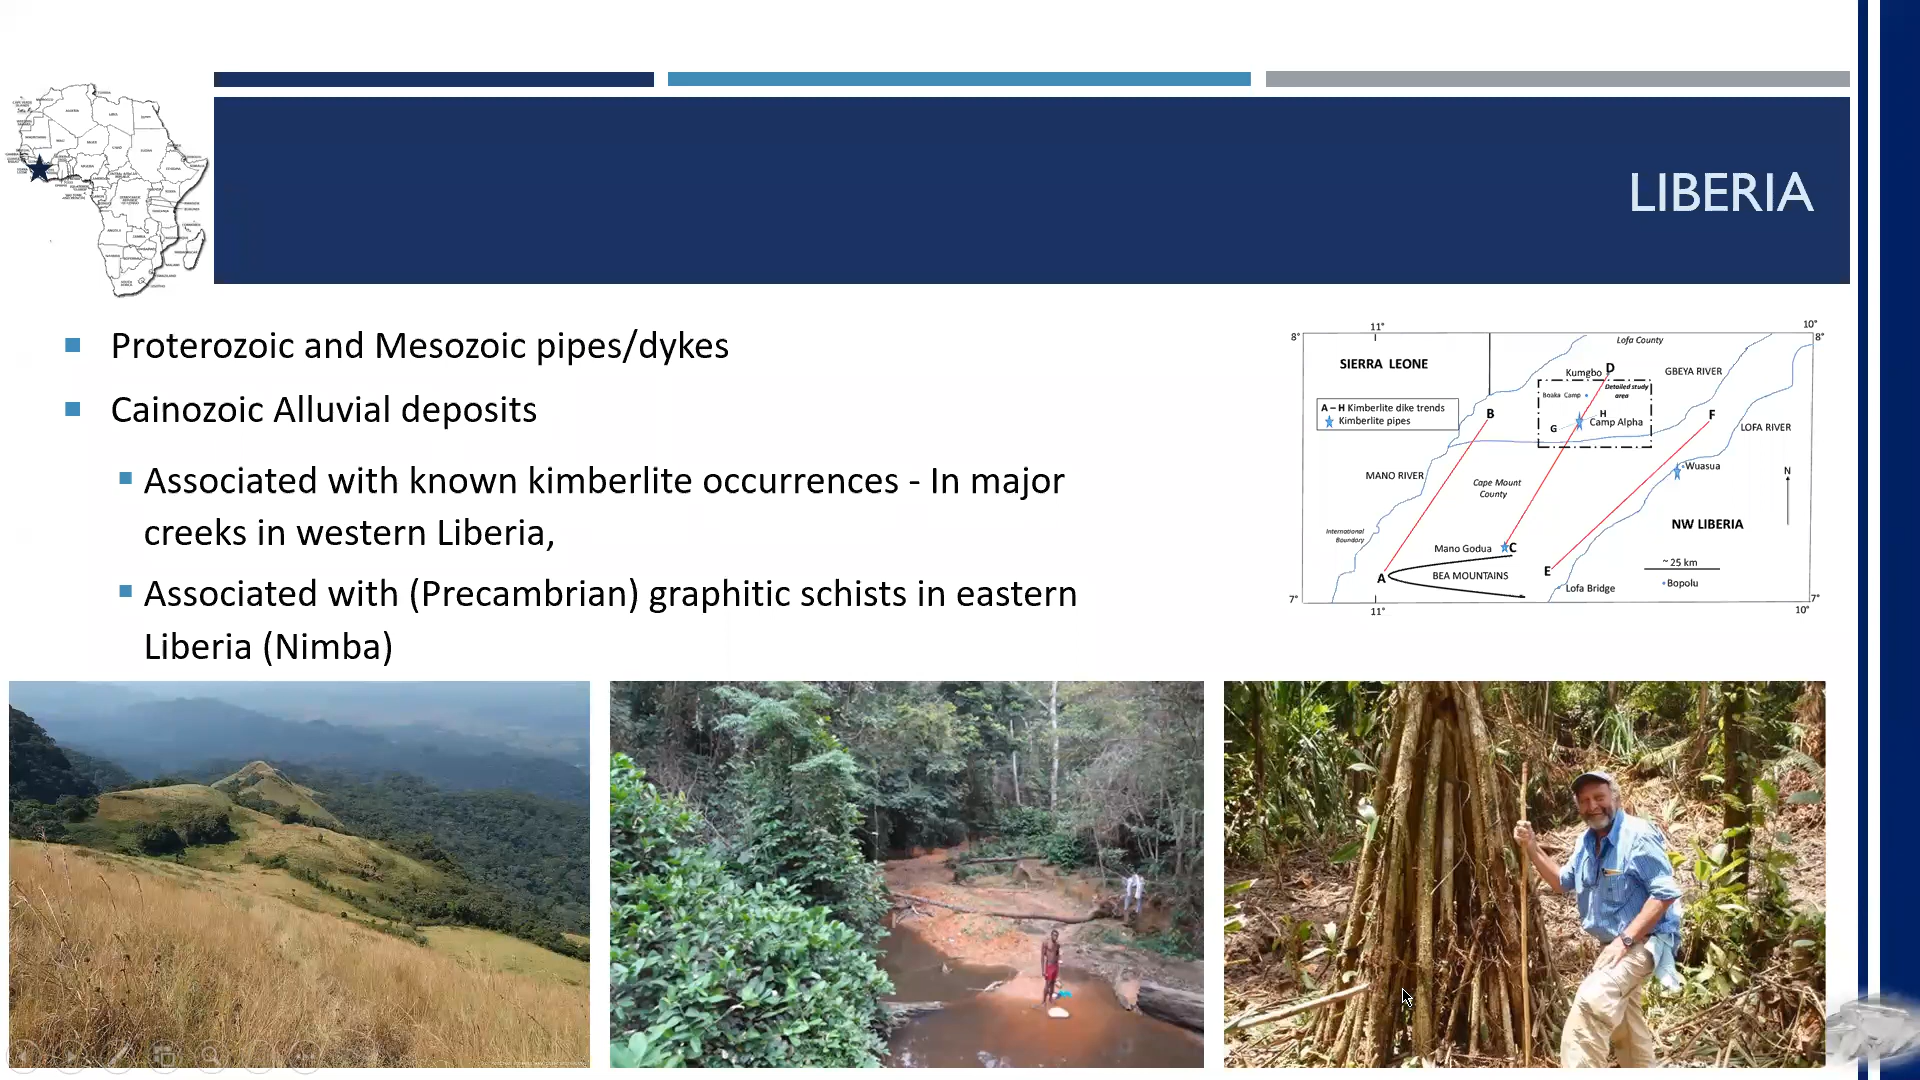 LIBERIA
Proterozoic and Mesozoic pipes/dykes
Cainozoic Alluvial deposits
Associated with known kimberlite occurrences - In major
creeks in western Liberia,
Associated with (Precambrian) graphitic schists in eastern
Liberia (Nimba)
11°
10°
8°
8°
Lofa County
SIERRA LEONE
Kumgbo D
GBEYA RIVER
Detailed study
area
Boaka Camp
A – H Kimberlite dike trends
Kimberlite pipes
B
H
F
G
Camp Alpha
LOFA RIVER
Wuasua
MANO RIVER
N
Cape Mount
County
NW LIBERIA
International
Boundary
Mano Godua
C
~ 25 km
A
BEA MOUNTAINS
E
Bopolu
Lofa Bridge
7°
7°
11°
10°